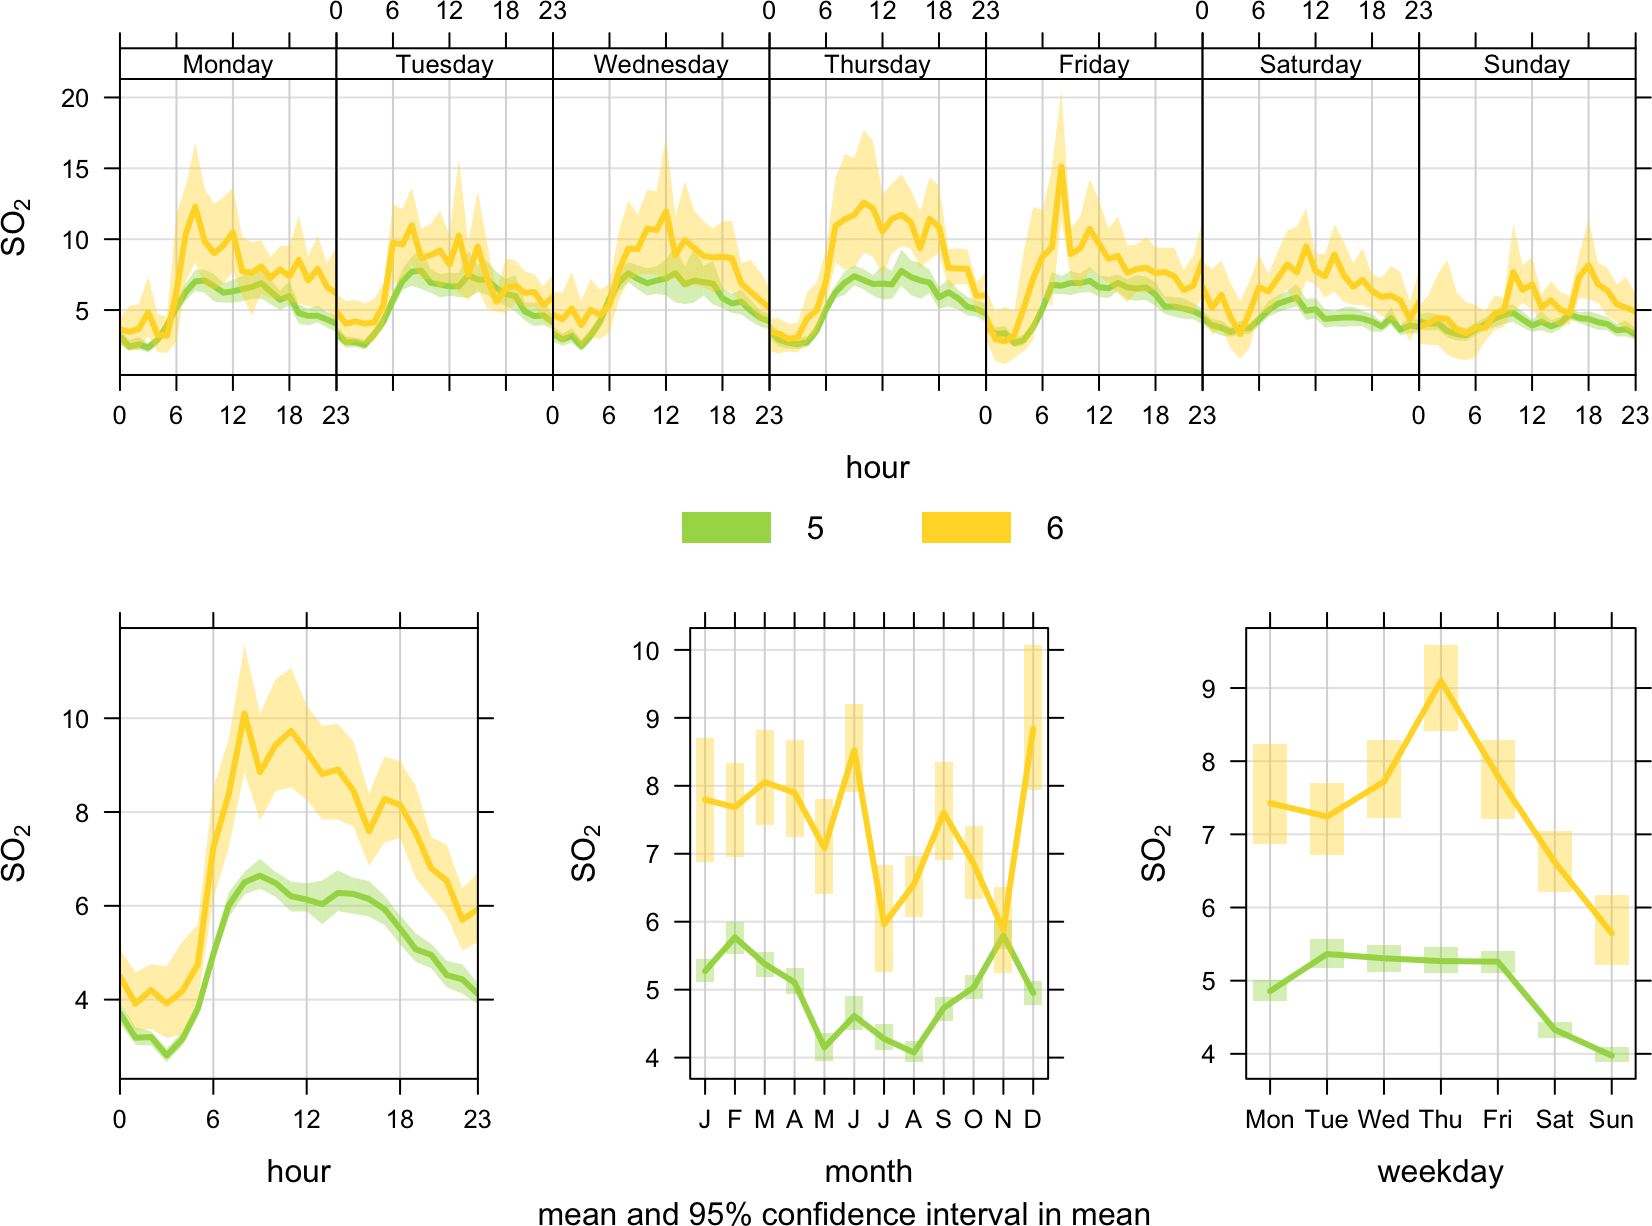 0 6 12 18 23 0 6 12 18 23 0 6 12 18 23
Monday Tuesday Wednesday Thursday Friday Saturday Sunday
20
15
10
5
SO₂
0 6 12 18 23 0 6 12 18 23 0 6 12 18 23 0 6 12 18 23
hour
5 6
10
8
6
4
SO₂
0 6 12 18 23
hour
10
9
8
7
6
5
4
SO₂
J F M A M J J A S O N D
month
9
8
7
6
5
4
SO₂
Mon Tue Wed Thu Fri Sat Sun
weekday
mean and 95% confidence interval in mean